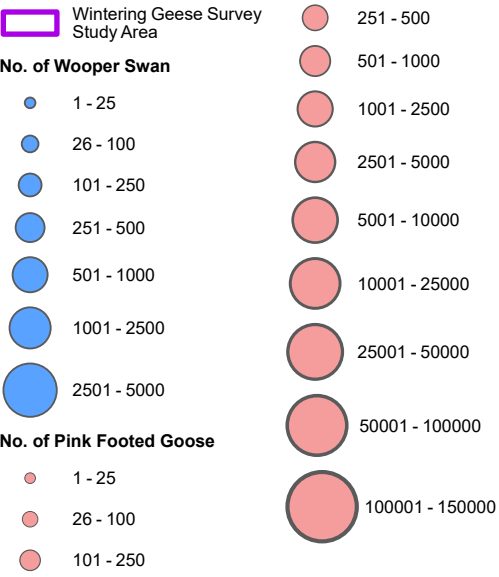 Wintering Geese Survey
Study Area
No. of Wooper Swan
1 - 25
26 - 100
101 - 250
251 - 500
501 - 1000
1001 - 2500
2501 - 5000
No. of Pink Footed Goose
1 - 25
26 - 100
101 - 250
251 - 500
501 - 1000
1001 - 2500
2501 - 5000
5001 - 10000
10001 - 25000
25001 - 50000
50001 - 100000
100001 - 150000